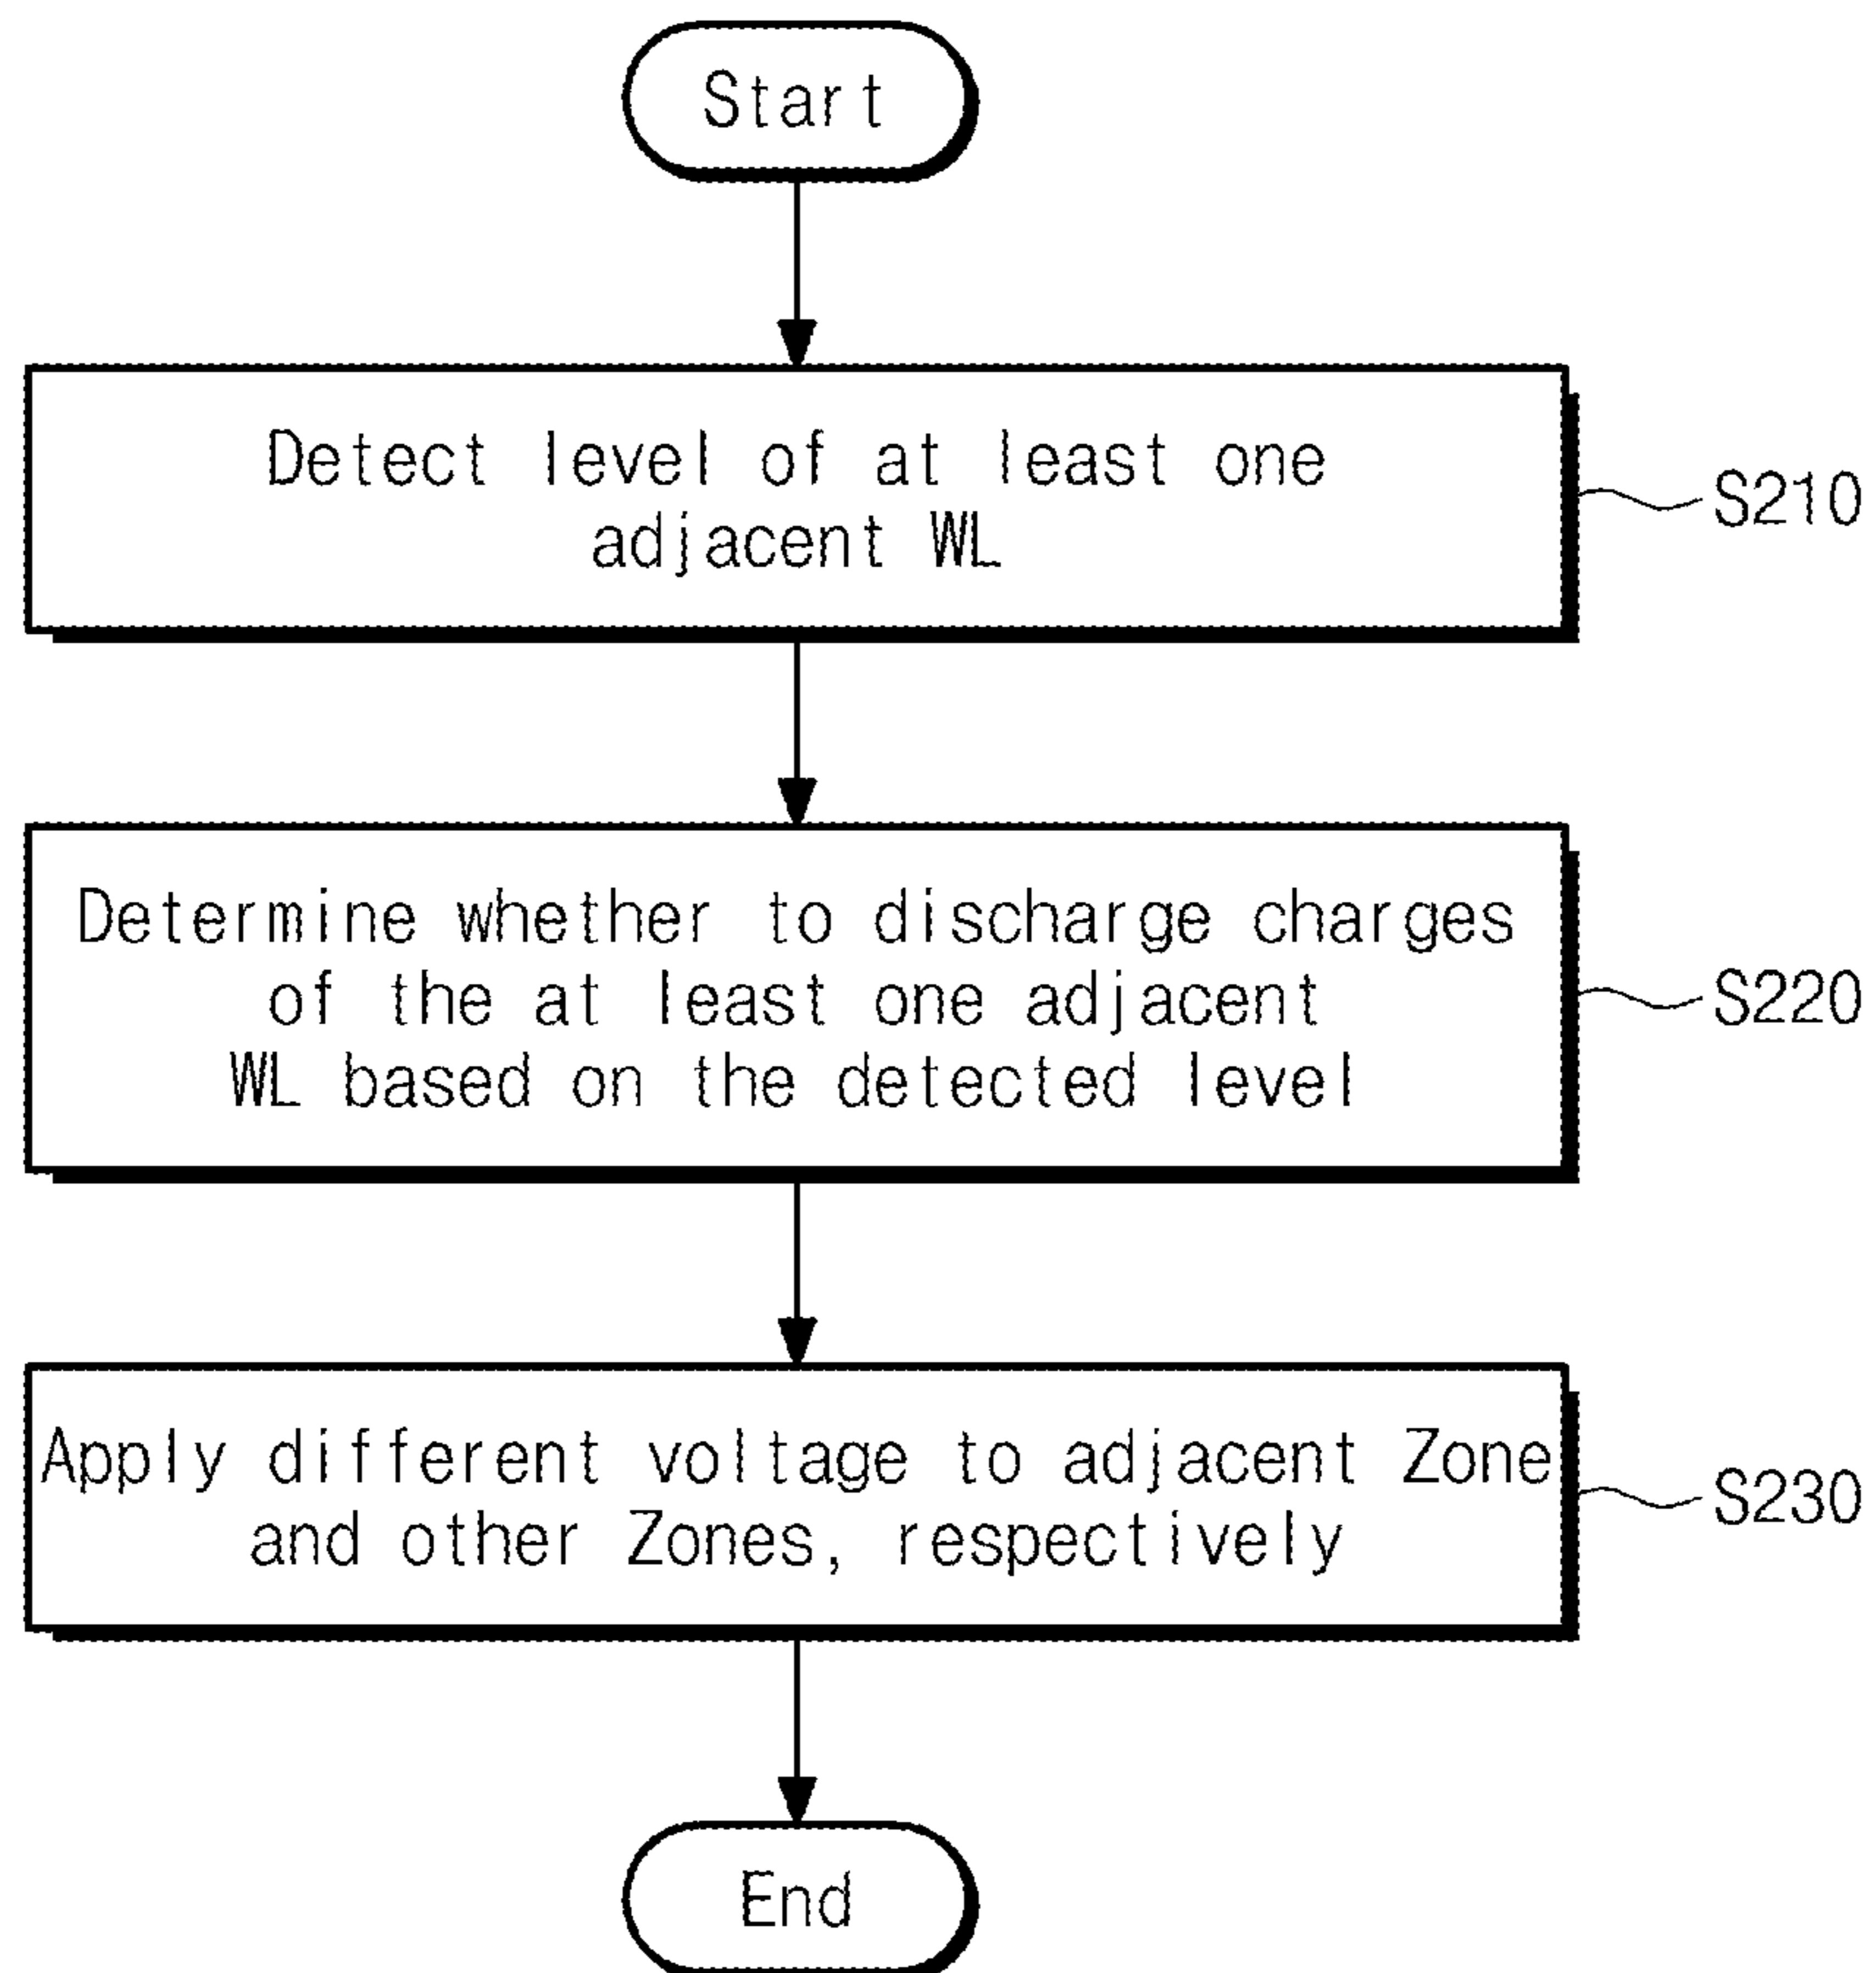 Start
Detect level of at least one
adjacent WL
S210
Determine whether to discharge charges
of the at least one adjacent
WL based on the detected level
S220
Apply different voltage to adjacent Zone
and other Zones, respectively
S230
End